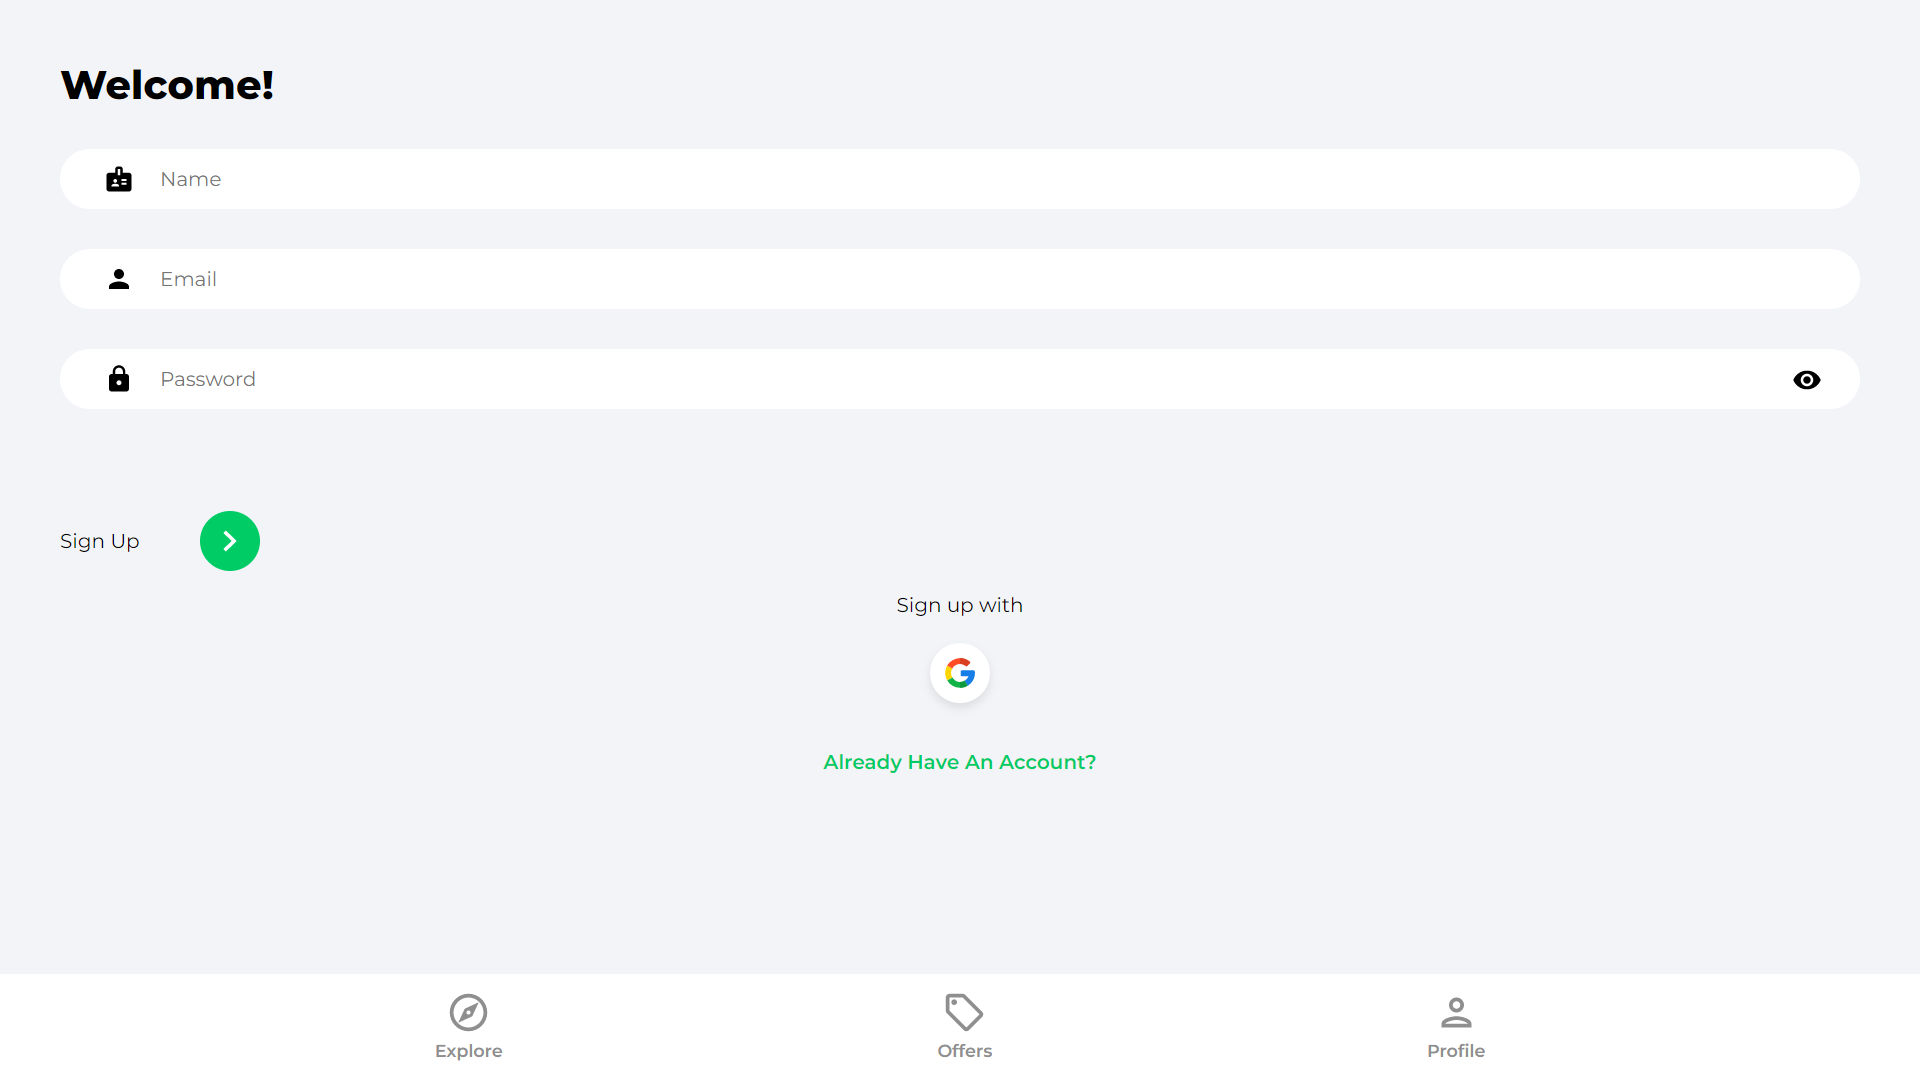 Welcome!
Name
Email
Password
Sign Up
Sign up with
Already Have An Account?
Explore
Offers
Profile